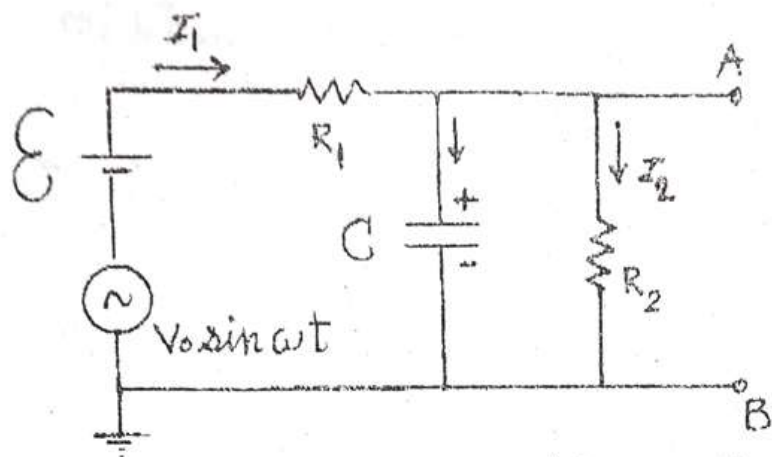 I₁
A
ℰ
R₁
I₂
+
C
-
R₂
~
V₀ sin ωt
B